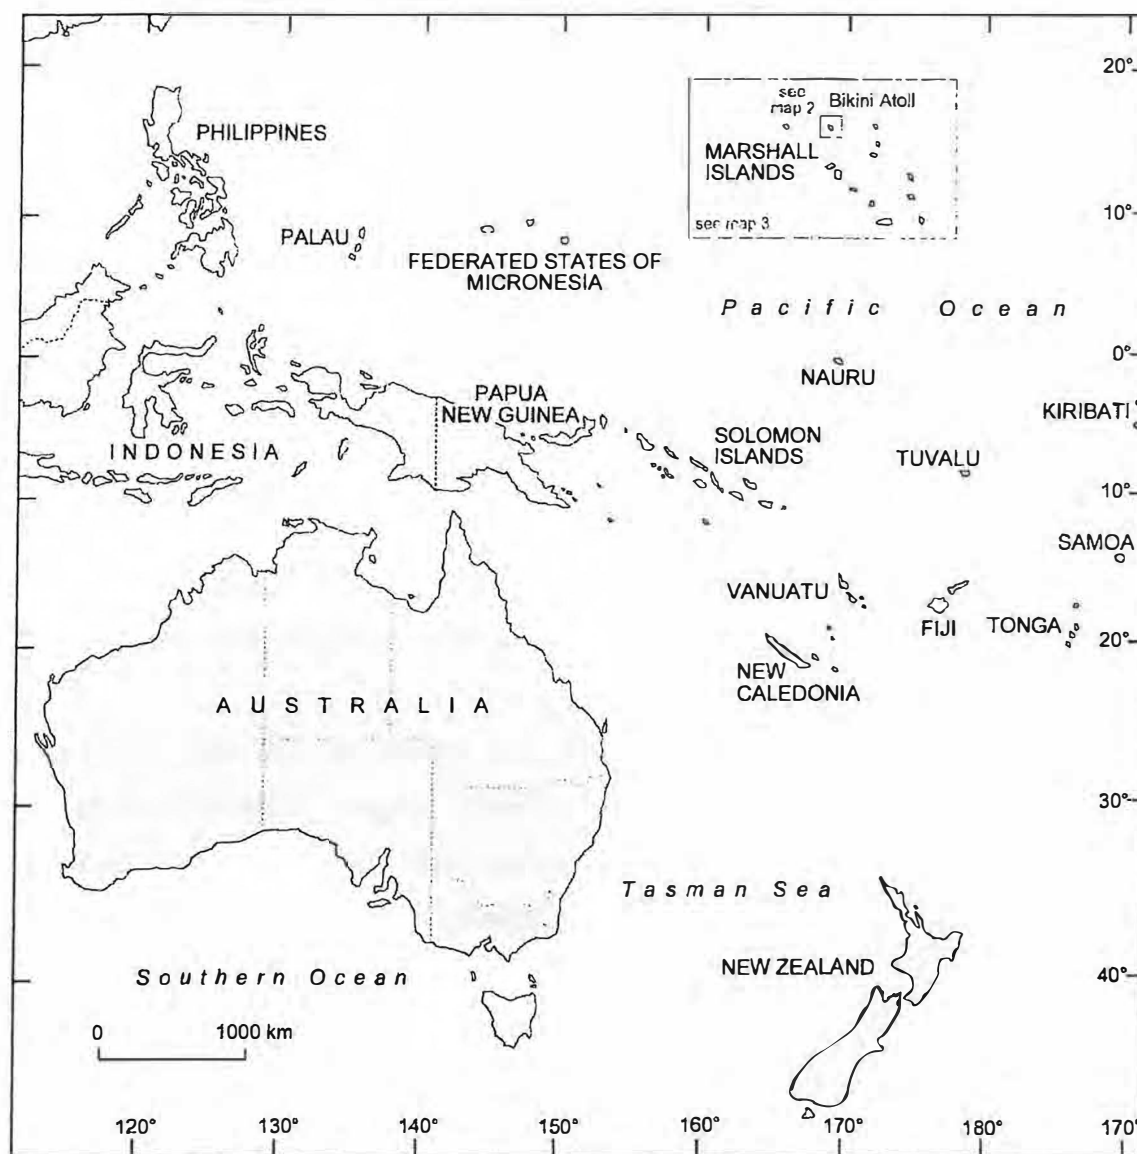 20°
see
map 2
Bikini Atoll
PHILIPPINES
MARSHALL
ISLANDS
10°
see map 3
PALAU
FEDERATED STATES OF
MICRONESIA
Pacific Ocean
0°
NAURU
PAPUA
NEW GUINEA
KIRIBATI
SOLOMON
ISLANDS
INDONESIA
TUVALU
10°
SAMOA
VANUATU
FIJI
TONGA
20°
NEW
CALEDONIA
AUSTRALIA
30°
Tasman Sea
NEW ZEALAND
40°
Southern Ocean
0 1000 km
120° 130° 140° 150° 160° 170° 180° 170°